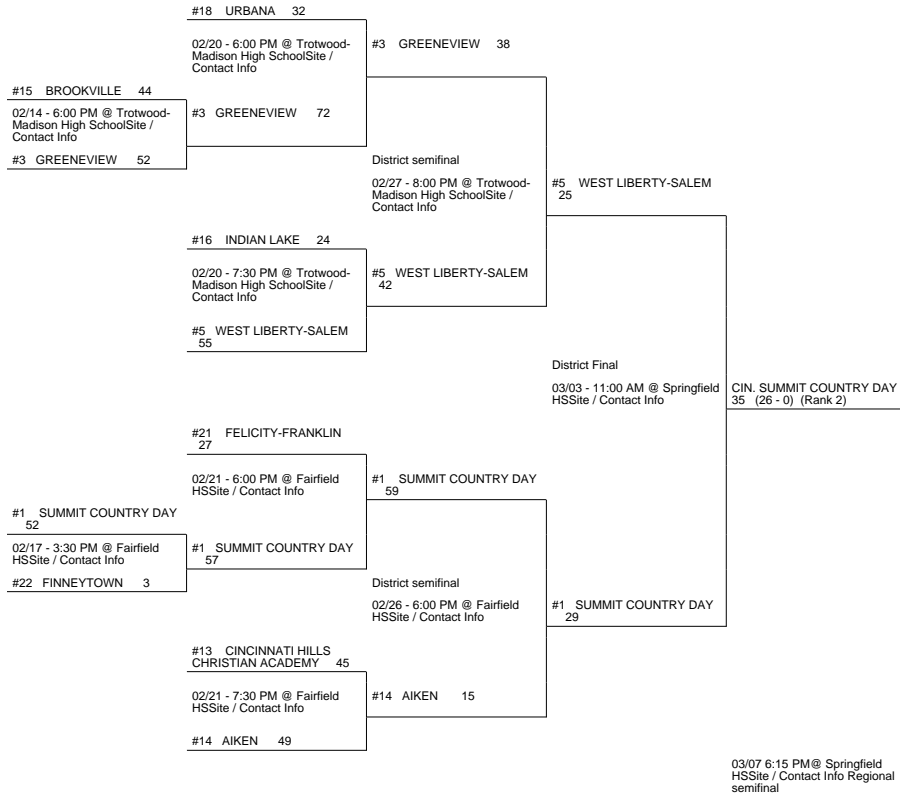 #18 URBANA 32
02/20 - 6:00 PM @ Trotwood-
Madison High SchoolSite /
Contact Info
#3 GREENEVIEW 38
#15 BROOKVILLE 44
02/14 - 6:00 PM @ Trotwood-
Madison High SchoolSite /
Contact Info
#3 GREENEVIEW 72
#3 GREENEVIEW 52
District semifinal
02/27 - 8:00 PM @ Trotwood-
Madison High SchoolSite /
Contact Info
#5 WEST LIBERTY-SALEM
25
#16 INDIAN LAKE 24
02/20 - 7:30 PM @ Trotwood-
Madison High SchoolSite /
Contact Info
#5 WEST LIBERTY-SALEM
42
#5 WEST LIBERTY-SALEM
55
District Final
03/03 - 11:00 AM @ Springfield
HSSite / Contact Info
CIN. SUMMIT COUNTRY DAY
35 (26 - 0) (Rank 2)
#21 FELICITY-FRANKLIN
27
02/21 - 6:00 PM @ Fairfield
HSSite / Contact Info
#1 SUMMIT COUNTRY DAY
59
#1 SUMMIT COUNTRY DAY
52
02/17 - 3:30 PM @ Fairfield
HSSite / Contact Info
#1 SUMMIT COUNTRY DAY
57
#22 FINNEYTOWN 3
District semifinal
02/26 - 6:00 PM @ Fairfield
HSSite / Contact Info
#1 SUMMIT COUNTRY DAY
29
#13 CINCINNATI HILLS
CHRISTIAN ACADEMY 45
02/21 - 7:30 PM @ Fairfield
HSSite / Contact Info
#14 AIKEN 15
#14 AIKEN 49
03/07 6:15 PM@ Springfield
HSSite / Contact Info Regional
semifinal